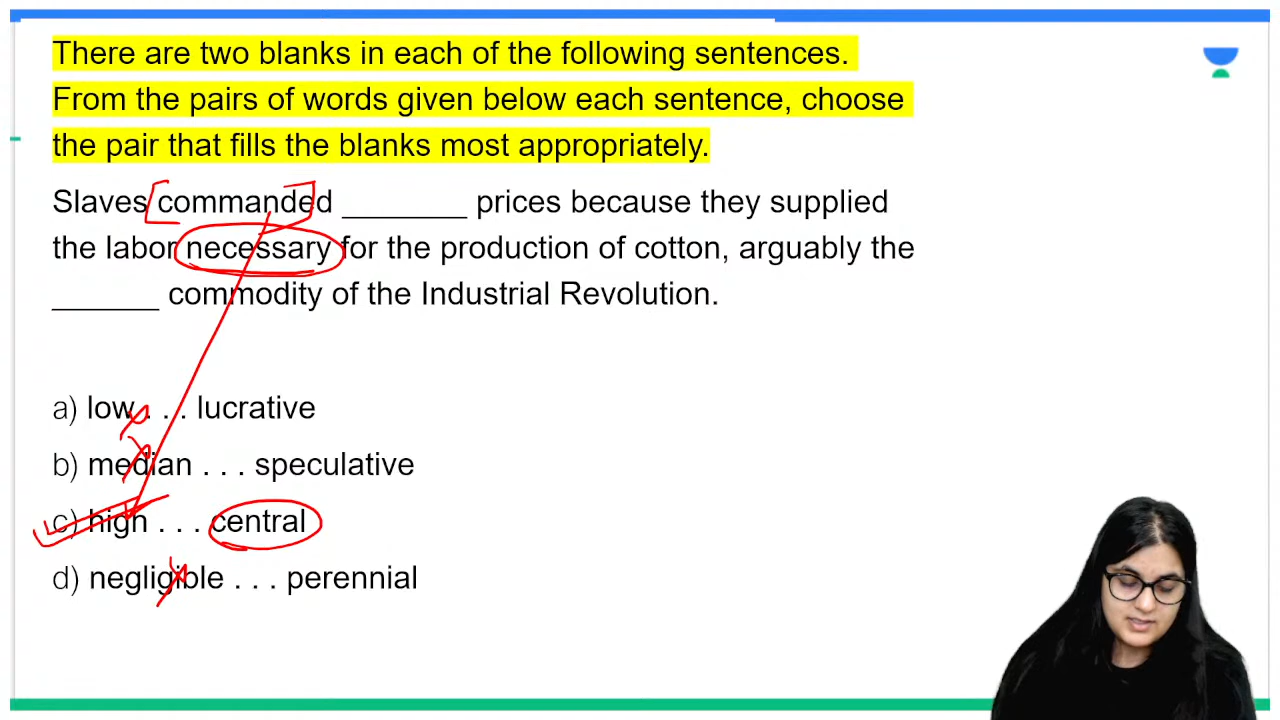 There are two blanks in each of the following sentences.
From the pairs of words given below each sentence, choose
the pair that fills the blanks most appropriately.
Slaves commanded _______ prices because they supplied
the labor necessary for the production of cotton, arguably the
______ commodity of the Industrial Revolution.
a) low . . . lucrative
b) median . . . speculative
c) high . . . central
d) negligible . . . perennial